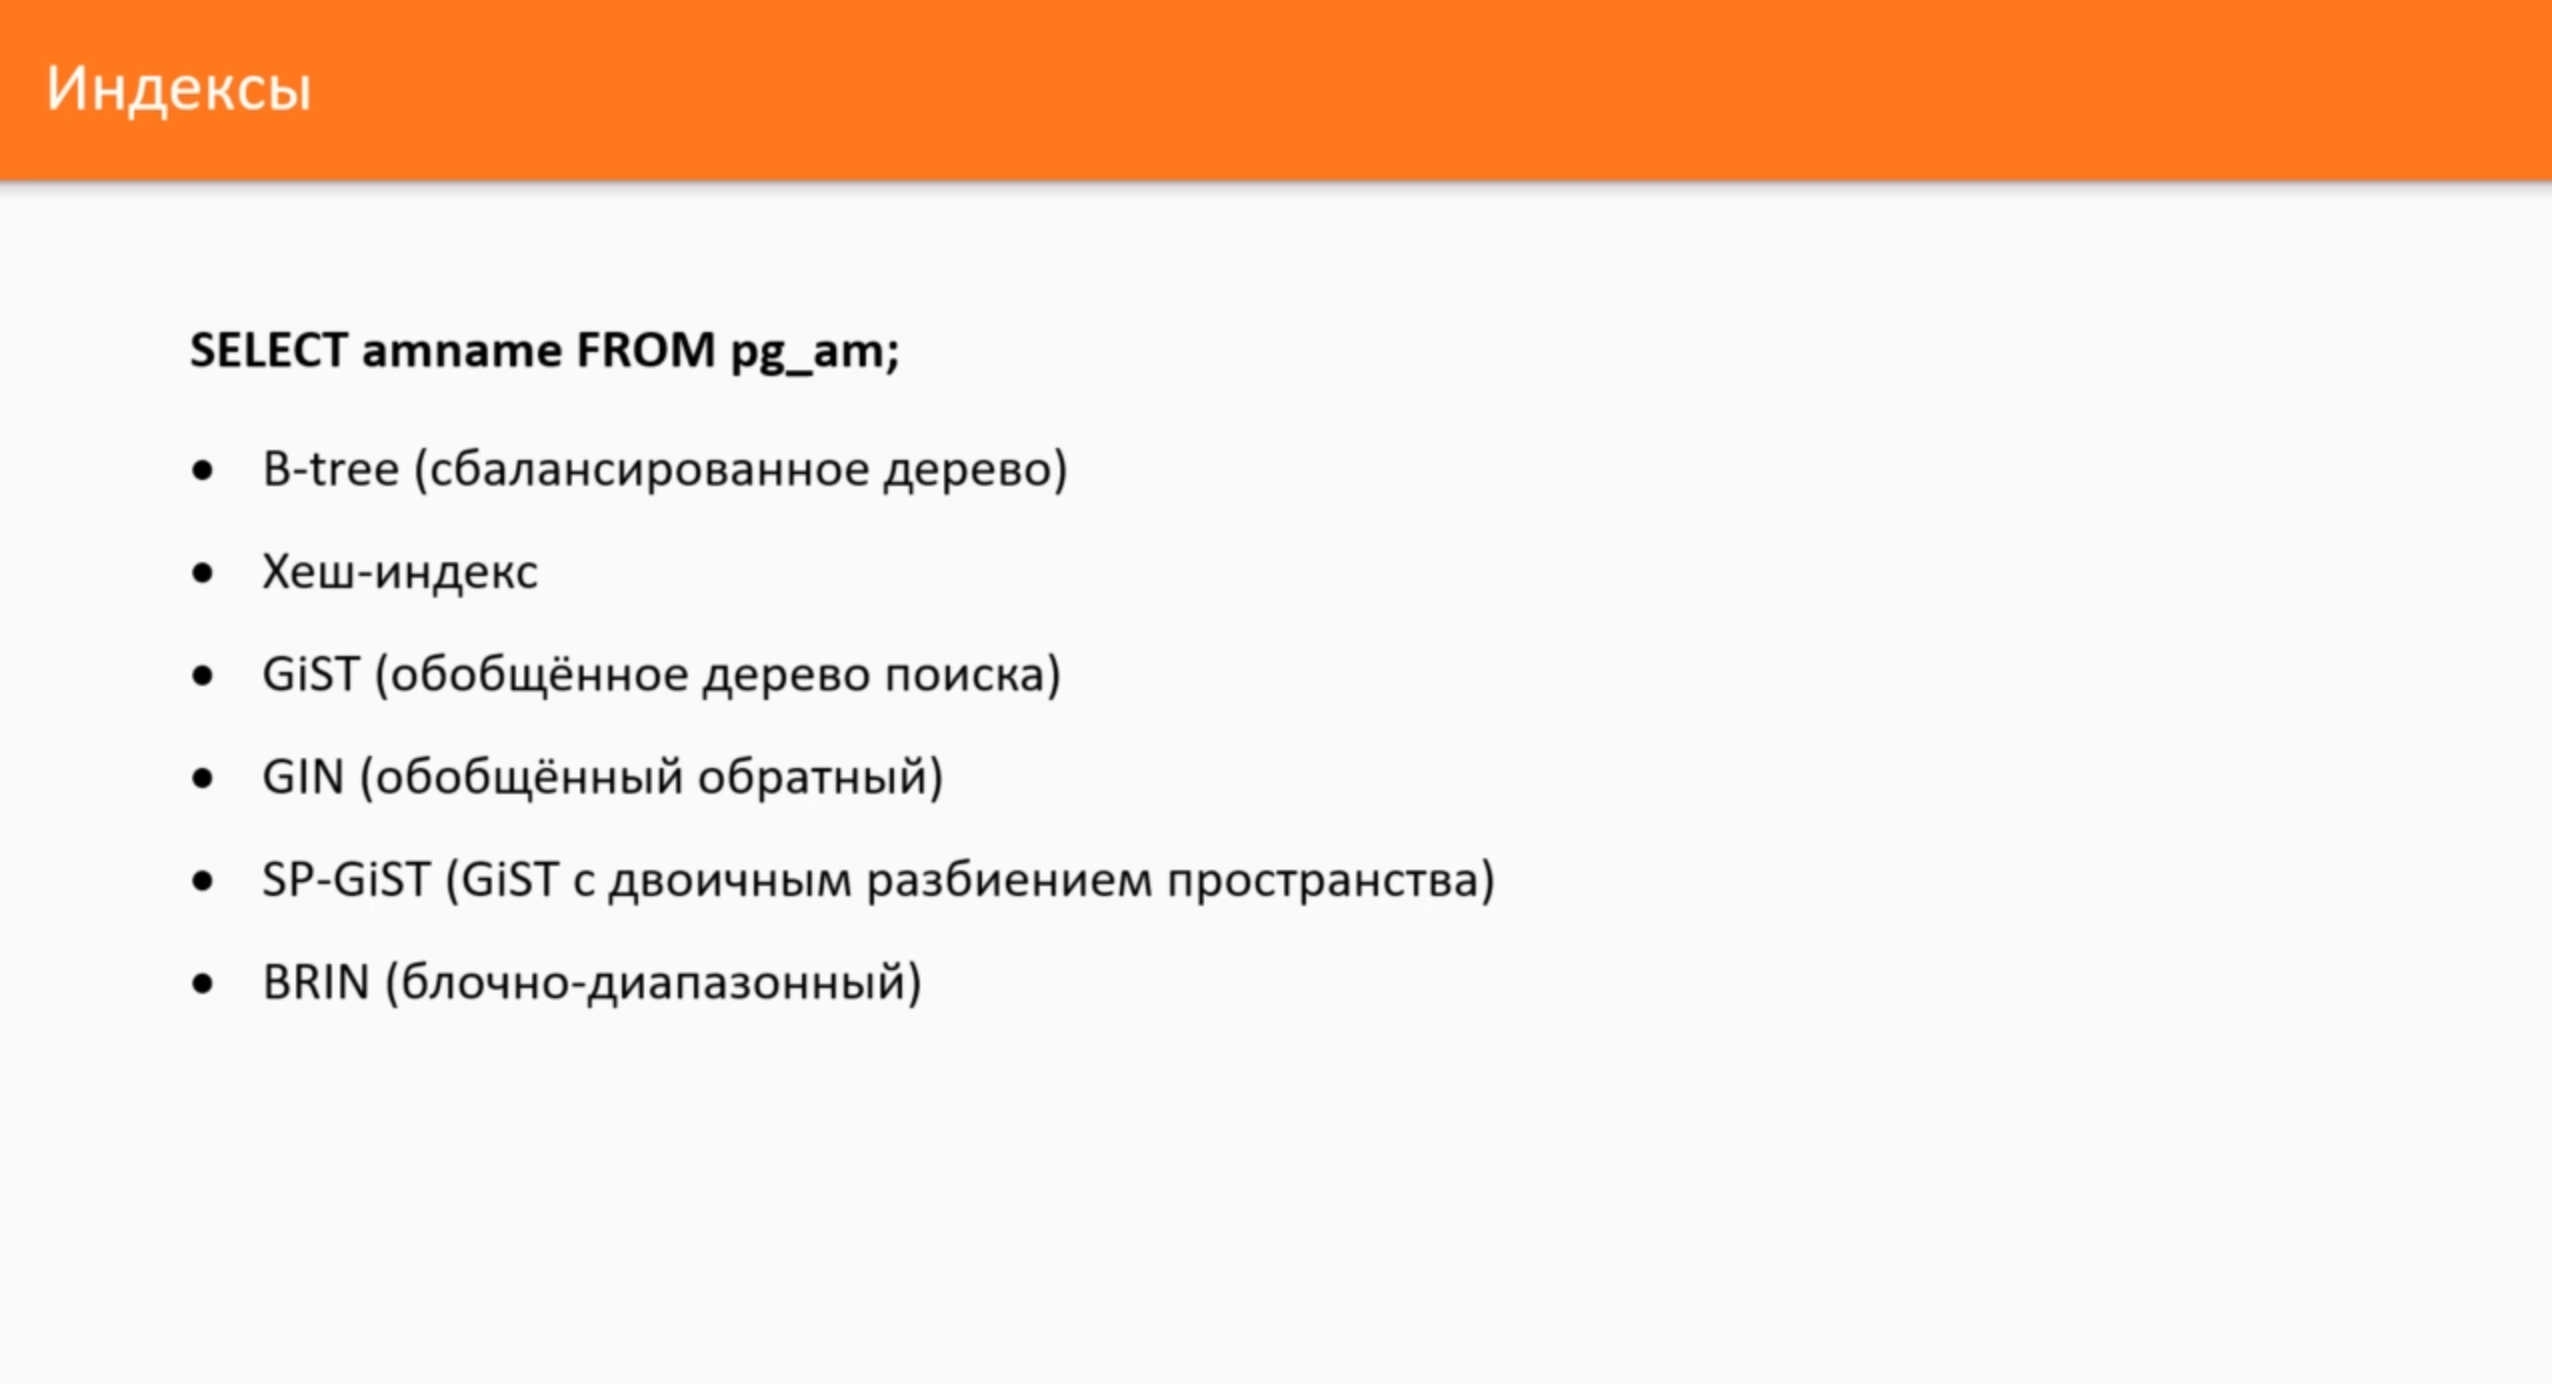 Индексы
SELECT amname FROM pg_am;
● B-tree (сбалансированное дерево)
● Хеш-индекс
● GiST (обобщённое дерево поиска)
● GIN (обобщённый обратный)
● SP-GiST (GiST с двоичным разбиением пространства)
● BRIN (блочно-диапазонный)